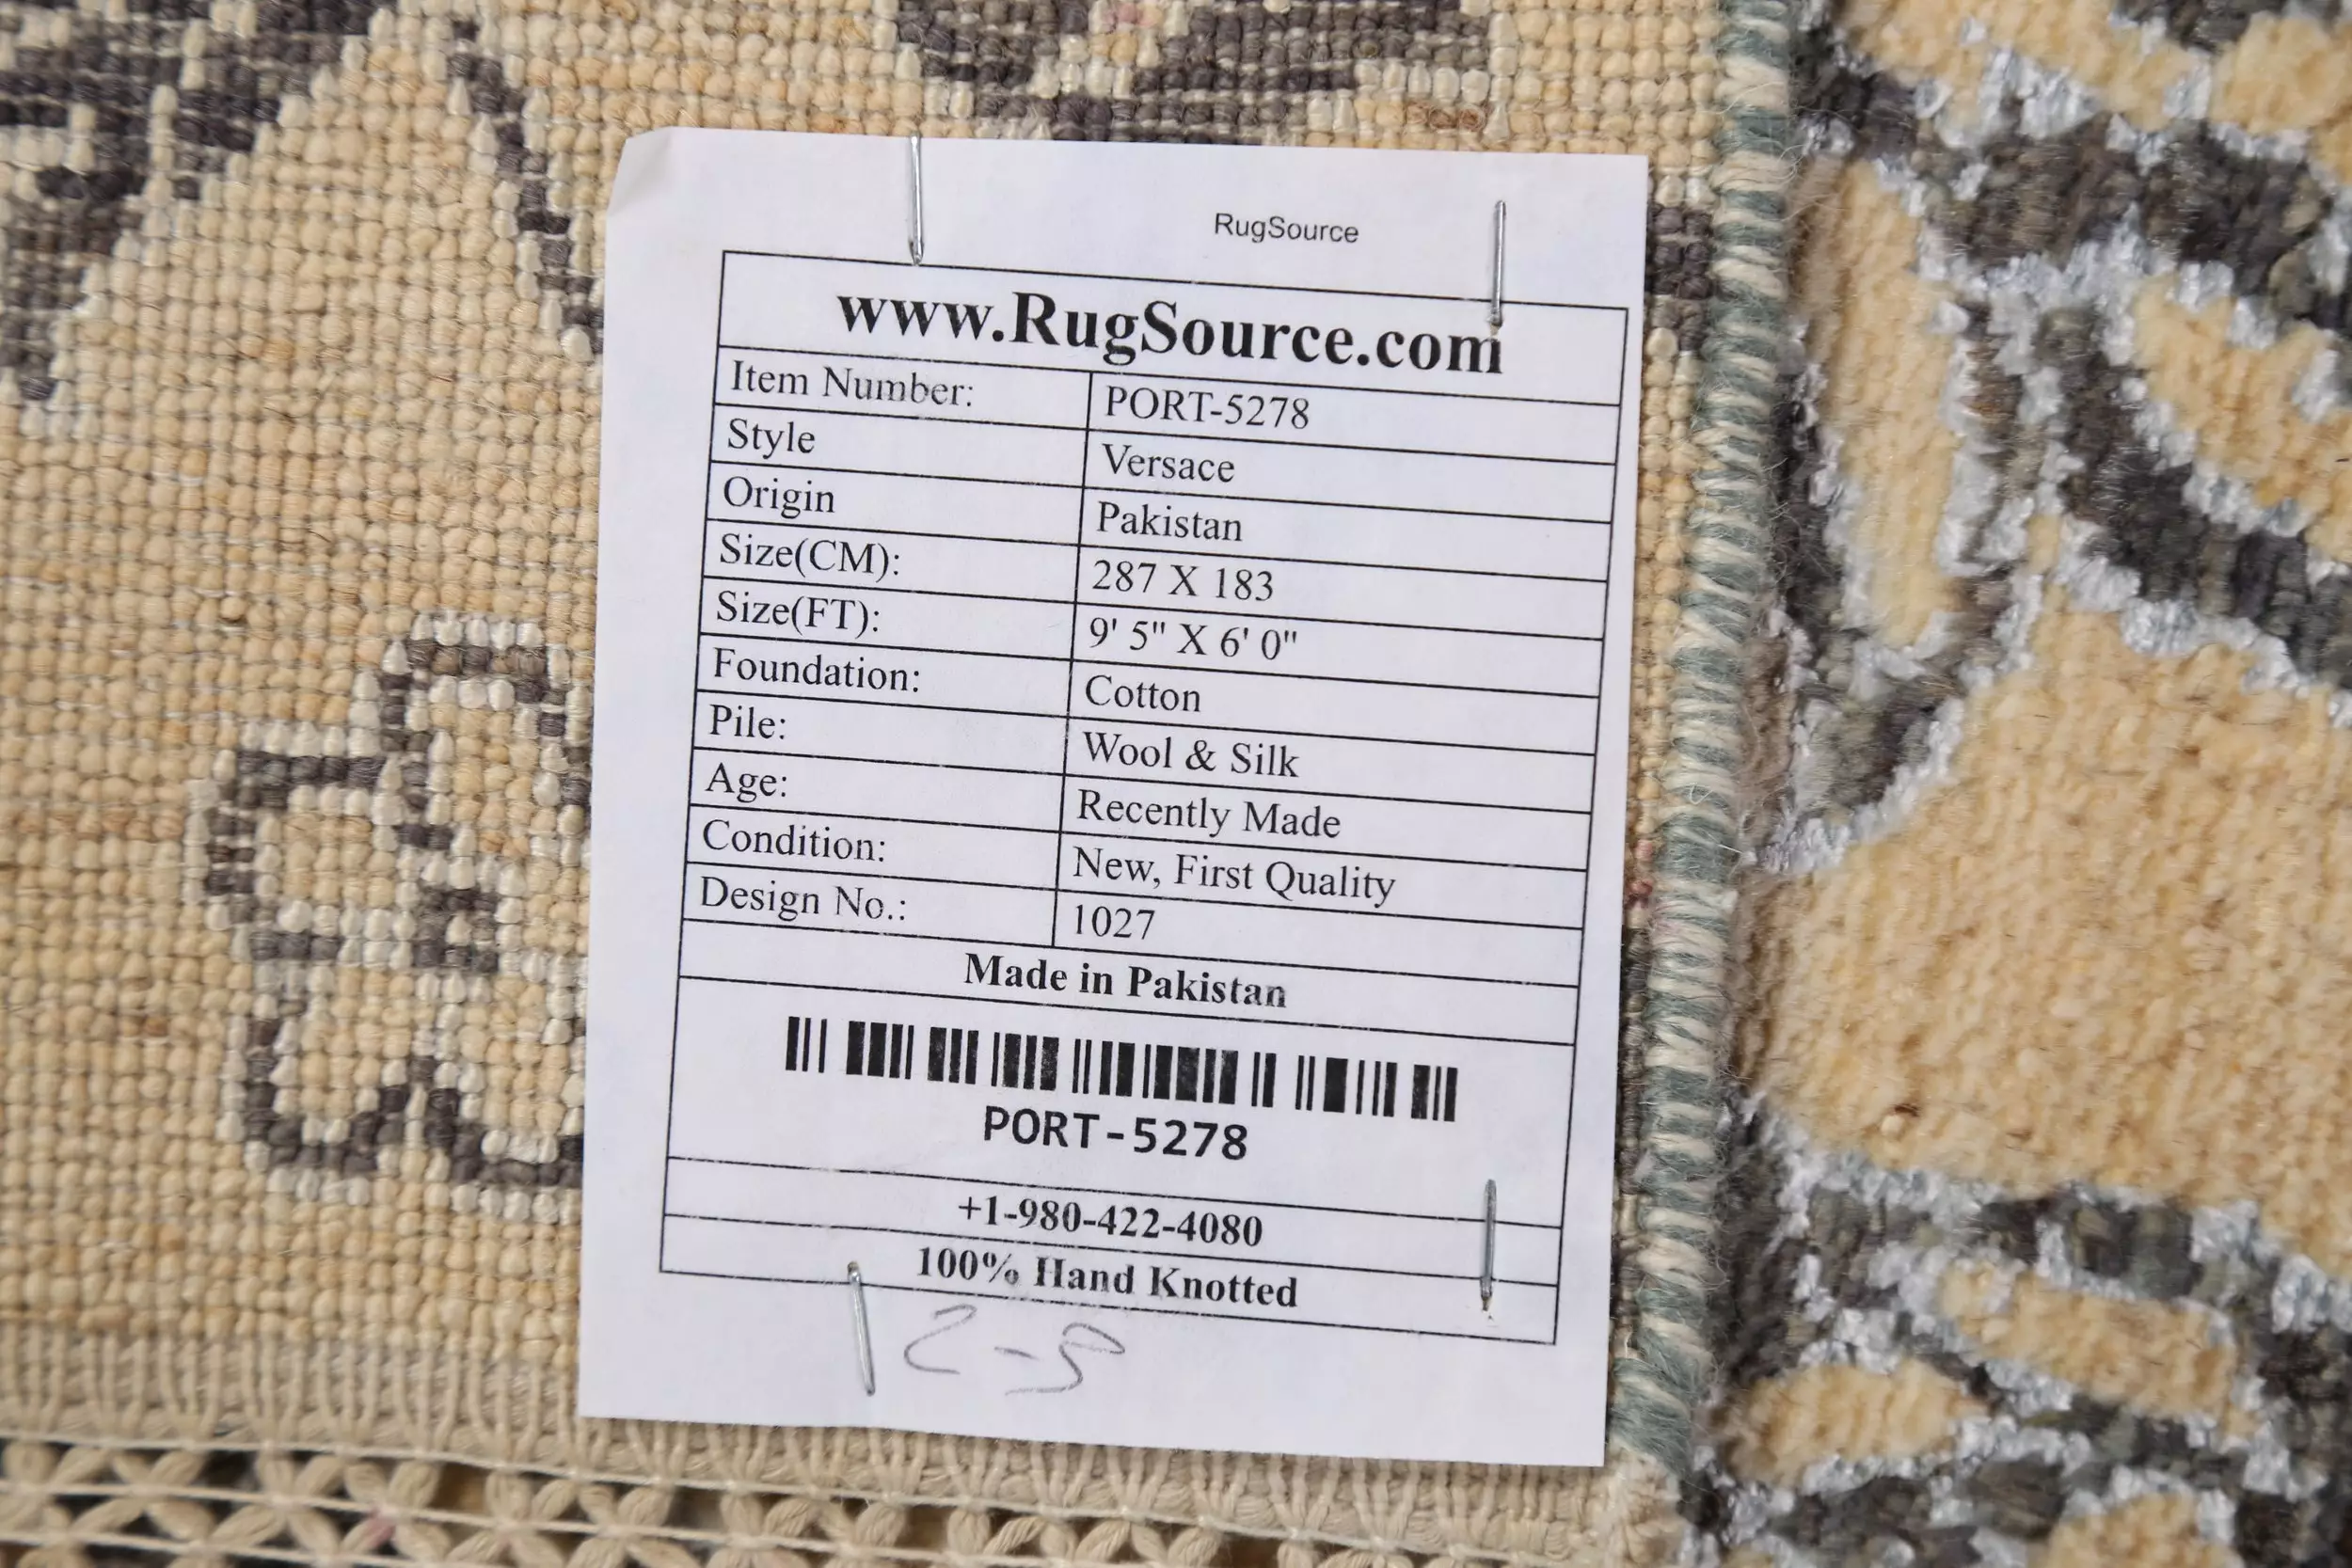 RugSource
www.RugSource.com
Item Number: PORT-5278
Style Versace
Origin Pakistan
Size(CM): 287 X 183
Size(FT): 9' 5" X 6' 0"
Foundation: Cotton
Pile: Wool & Silk
Age: Recently Made
Condition: New, First Quality
Design No.: 1027
Made in Pakistan
PORT-5278
+1-980-422-4080
100% Hand Knotted